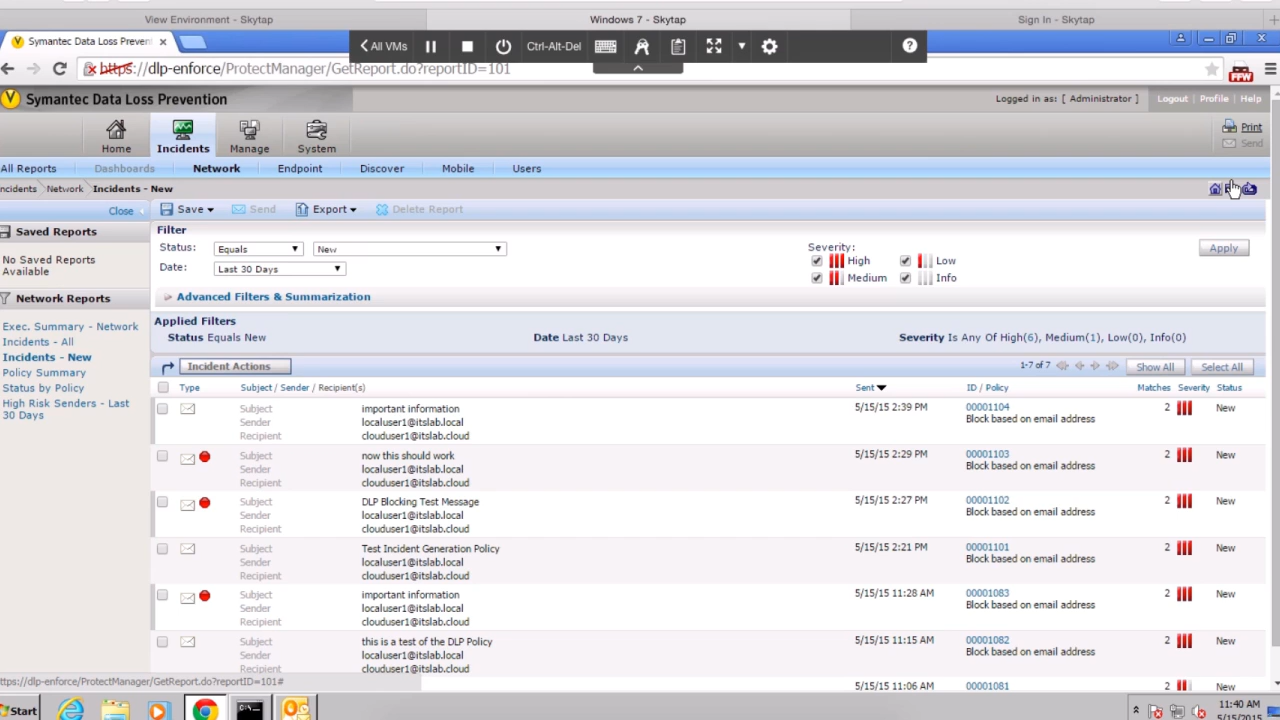 View Environment - Skytap
Windows 7 - Skytap
Sign In - Skytap
Symantec Data Loss Preven
All VMs
Ctrl-Alt-Del
https://dlp-enforce/ProtectManager/GetReport.do?reportID=101
FFW
Symantec Data Loss Prevention
Logged in as: [ Administrator ]
Logout
Profile
Help
Home
Incidents
Manage
System
Print
Send
All Reports
Dashboards
Network
Endpoint
Discover
Mobile
Users
ncidents
Network
Incidents - New
Close
Save
Send
Export
Delete Report
Saved Reports
No Saved Reports
Available
Network Reports
Exec. Summary - Network
Incidents - All
Incidents - New
Policy Summary
Status by Policy
High Risk Senders - Last
30 Days
Filter
Status:
Equals
New
Severity:
High
Low
Medium
Info
Apply
Date:
Last 30 Days
Advanced Filters & Summarization
Applied Filters
Status Equals New
Date Last 30 Days
Severity Is Any Of High(6), Medium(1), Low(0), Info(0)
Incident Actions
1-7 of 7
Show All
Select All
Type Subject / Sender / Recipient(s) Sent ID / Policy Matches Severity Status
Subject important information 5/15/15 2:39 PM 00001104 2 New
Sender localuser1@itslab.local Block based on email address
Recipient clouduser1@itslab.cloud
Subject now this should work 5/15/15 2:29 PM 00001103 2 New
Sender localuser1@itslab.local Block based on email address
Recipient clouduser1@itslab.cloud
Subject DLP Blocking Test Message 5/15/15 2:27 PM 00001102 2 New
Sender localuser1@itslab.local Block based on email address
Recipient clouduser1@itslab.cloud
Subject Test Incident Generation Policy 5/15/15 2:21 PM 00001101 2 New
Sender localuser1@itslab.local Block based on email address
Recipient clouduser1@itslab.cloud
Subject important information 5/15/15 11:28 AM 00001083 2 New
Sender localuser1@itslab.local Block based on email address
Recipient clouduser1@itslab.cloud
Subject this is a test of the DLP Policy 5/15/15 11:15 AM 00001082 2 New
Sender localuser1@itslab.local Block based on email address
Recipient clouduser1@itslab.cloud
5/15/15 11:06 AM 00001081 2 New
ttps://dlp-enforce/ProtectManager/GetReport.do?reportID=101#
Start
11:40 AM
5/15/2015